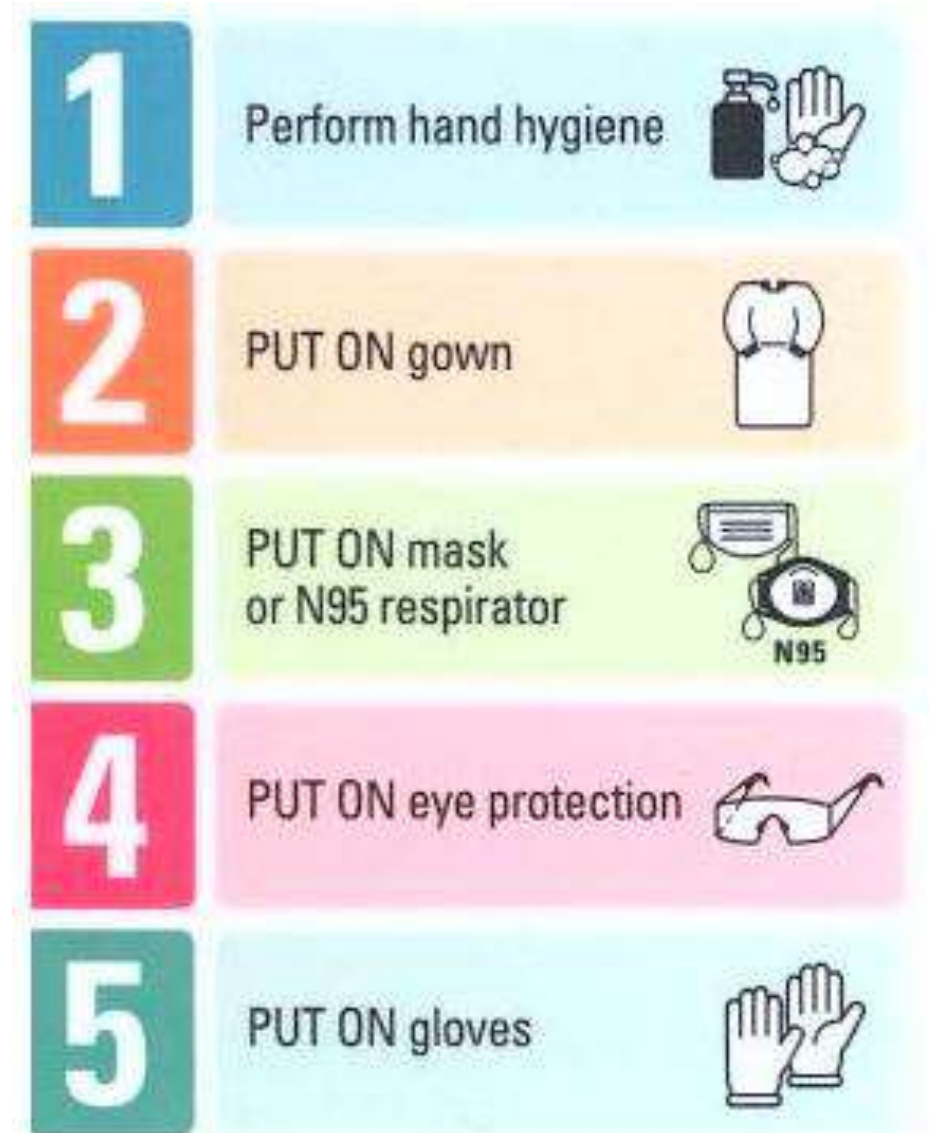 1
Perform hand hygiene
2
PUT ON gown
3
PUT ON mask
or N95 respirator
N95
4
PUT ON eye protection
5
PUT ON gloves